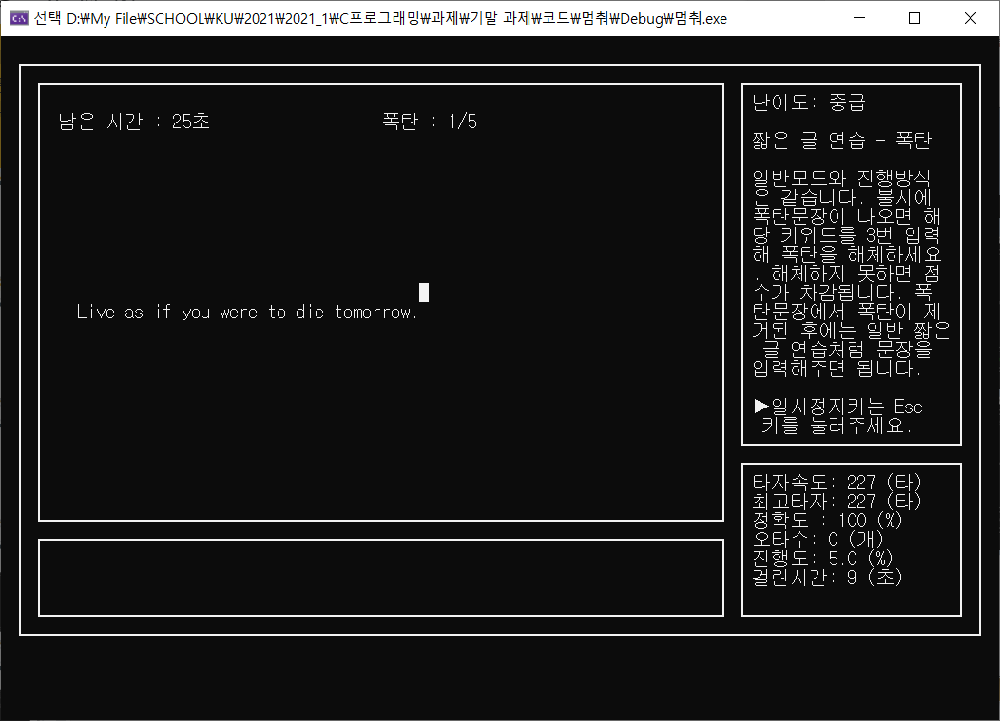 선택 D:₩My File₩SCHOOL₩KU₩2021₩2021_1₩C프로그래밍₩과제₩기말 과제₩코드₩멈춰₩Debug₩멈춰.exe
남은 시간 : 25초
폭탄 : 1/5
Live as if you were to die tomorrow.
난이도: 중급
짧은 글 연습 - 폭탄
일반모드와 진행방식
은 같습니다. 불시에
폭탄문장이 나오면 해
당 키워드를 3번 입력
해 폭탄을 해체하세요
. 해체하지 못하면 점
수가 차감됩니다. 폭
탄문장에서 폭탄이 제
거된 후에는 일반 짧은
글 연습처럼 문장을
입력해주면 됩니다.
▶일시정지키는 Esc
키를 눌러주세요.
타자속도: 227 (타)
최고타자: 227 (타)
정확도 : 100 (%)
오타수: 0 (개)
진행도: 5.0 (%)
걸린시간: 9 (초)